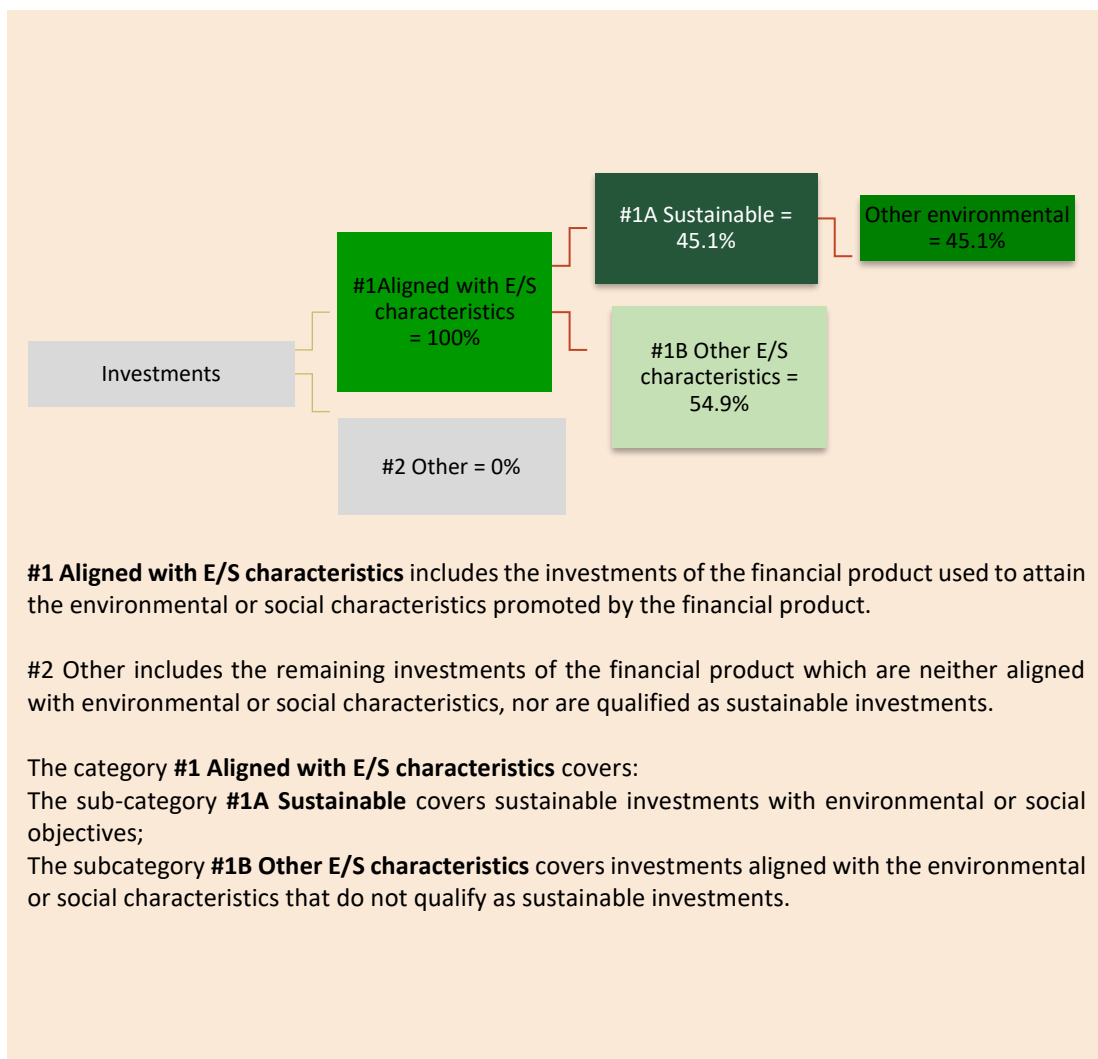 #1A Sustainable =
45.1%
Other environmental
= 45.1%
#1Aligned with E/S
characteristics
= 100%
#1B Other E/S
characteristics =
54.9%
Investments
#2 Other = 0%
#1 Aligned with E/S characteristics includes the investments of the financial product used to attain
the environmental or social characteristics promoted by the financial product.
#2 Other includes the remaining investments of the financial product which are neither aligned
with environmental or social characteristics, nor are qualified as sustainable investments.
The category #1 Aligned with E/S characteristics covers:
The sub-category #1A Sustainable covers sustainable investments with environmental or social
objectives;
The subcategory #1B Other E/S characteristics covers investments aligned with the environmental
or social characteristics that do not qualify as sustainable investments.